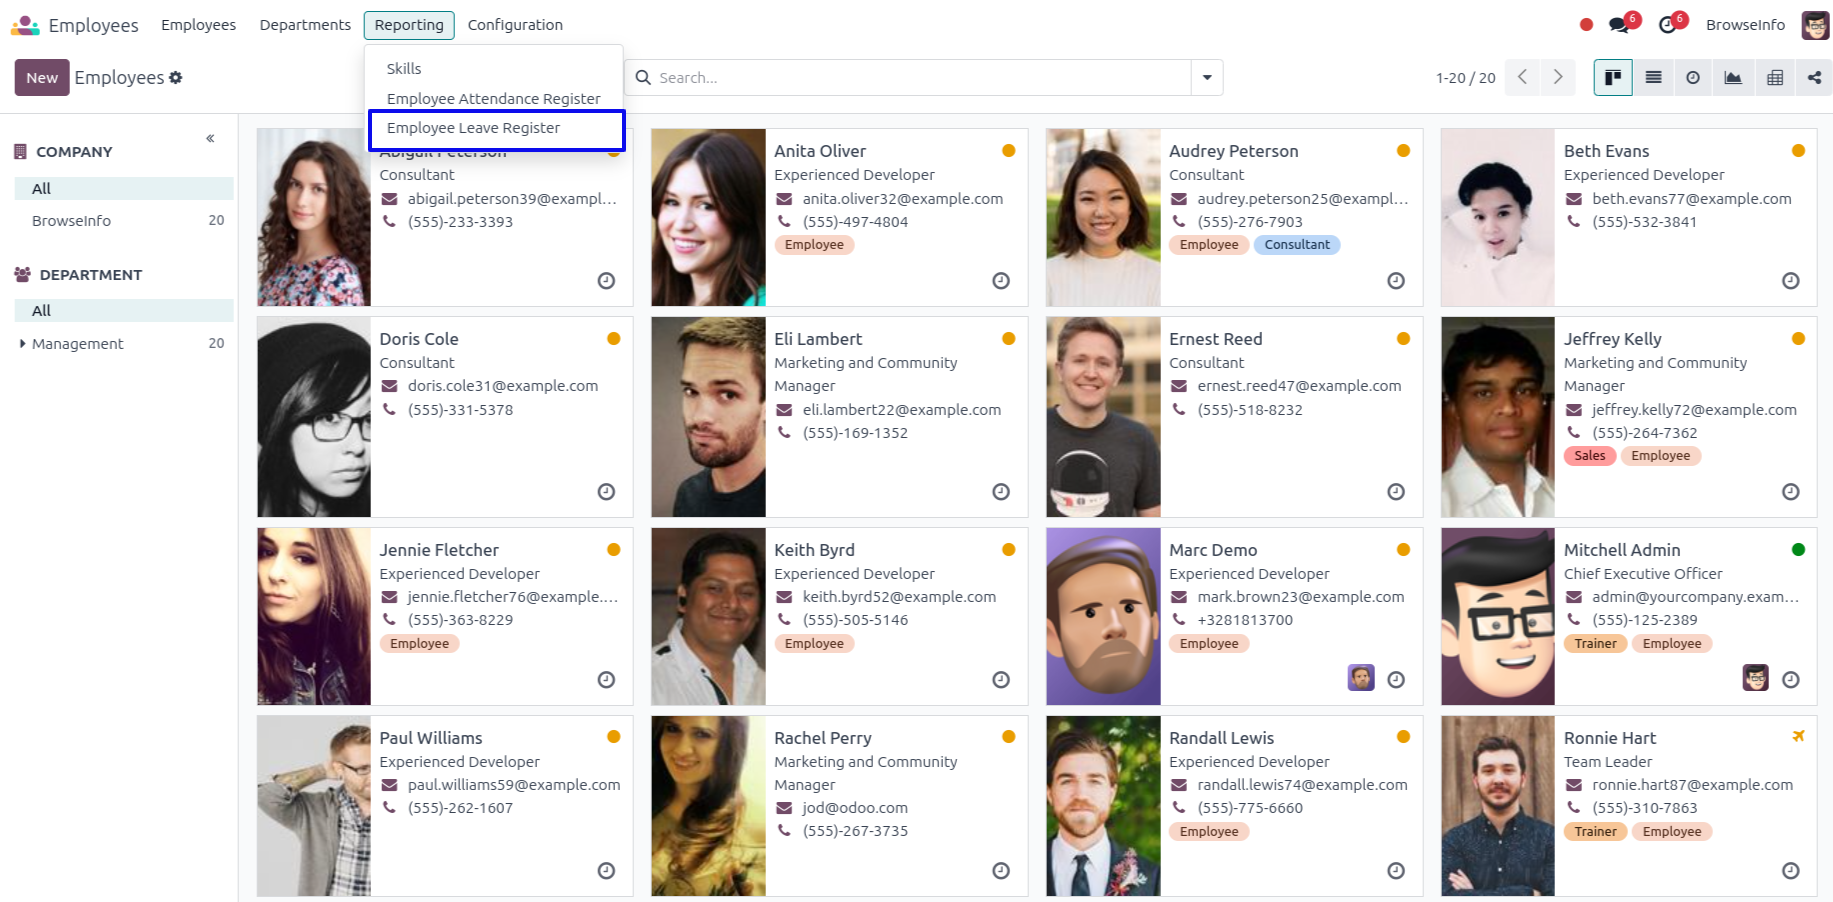 Employees Employees Departments Reporting Configuration 6 6 BrowseInfo
New Employees Search... 1-20 / 20
Skills
Employee Attendance Register
Employee Leave Register
COMPANY
All
BrowseInfo 20
DEPARTMENT
All
Management 20
Abigail Peterson
Consultant
abigail.peterson39@exampl...
(555)-233-3393
Anita Oliver
Experienced Developer
anita.oliver32@example.com
(555)-497-4804
Employee
Audrey Peterson
Consultant
audrey.peterson25@exampl...
(555)-276-7903
Employee Consultant
Beth Evans
Experienced Developer
beth.evans77@example.com
(555)-532-3841
Doris Cole
Consultant
doris.cole31@example.com
(555)-331-5378
Eli Lambert
Marketing and Community
Manager
eli.lambert22@example.com
(555)-169-1352
Ernest Reed
Consultant
ernest.reed47@example.com
(555)-518-8232
Jeffrey Kelly
Marketing and Community
Manager
jeffrey.kelly72@example.com
(555)-264-7362
Sales Employee
Jennie Fletcher
Experienced Developer
jennie.fletcher76@example....
(555)-363-8229
Employee
Keith Byrd
Experienced Developer
keith.byrd52@example.com
(555)-505-5146
Employee
Marc Demo
Experienced Developer
mark.brown23@example.com
+3281813700
Employee
Mitchell Admin
Chief Executive Officer
admin@yourcompany.exam...
(555)-125-2389
Trainer Employee
Paul Williams
Experienced Developer
paul.williams59@example.com
(555)-262-1607
Rachel Perry
Marketing and Community
Manager
jod@odoo.com
(555)-267-3735
Randall Lewis
Experienced Developer
randall.lewis74@example.com
(555)-775-6660
Employee
Ronnie Hart
Team Leader
ronnie.hart87@example.com
(555)-310-7863
Trainer Employee